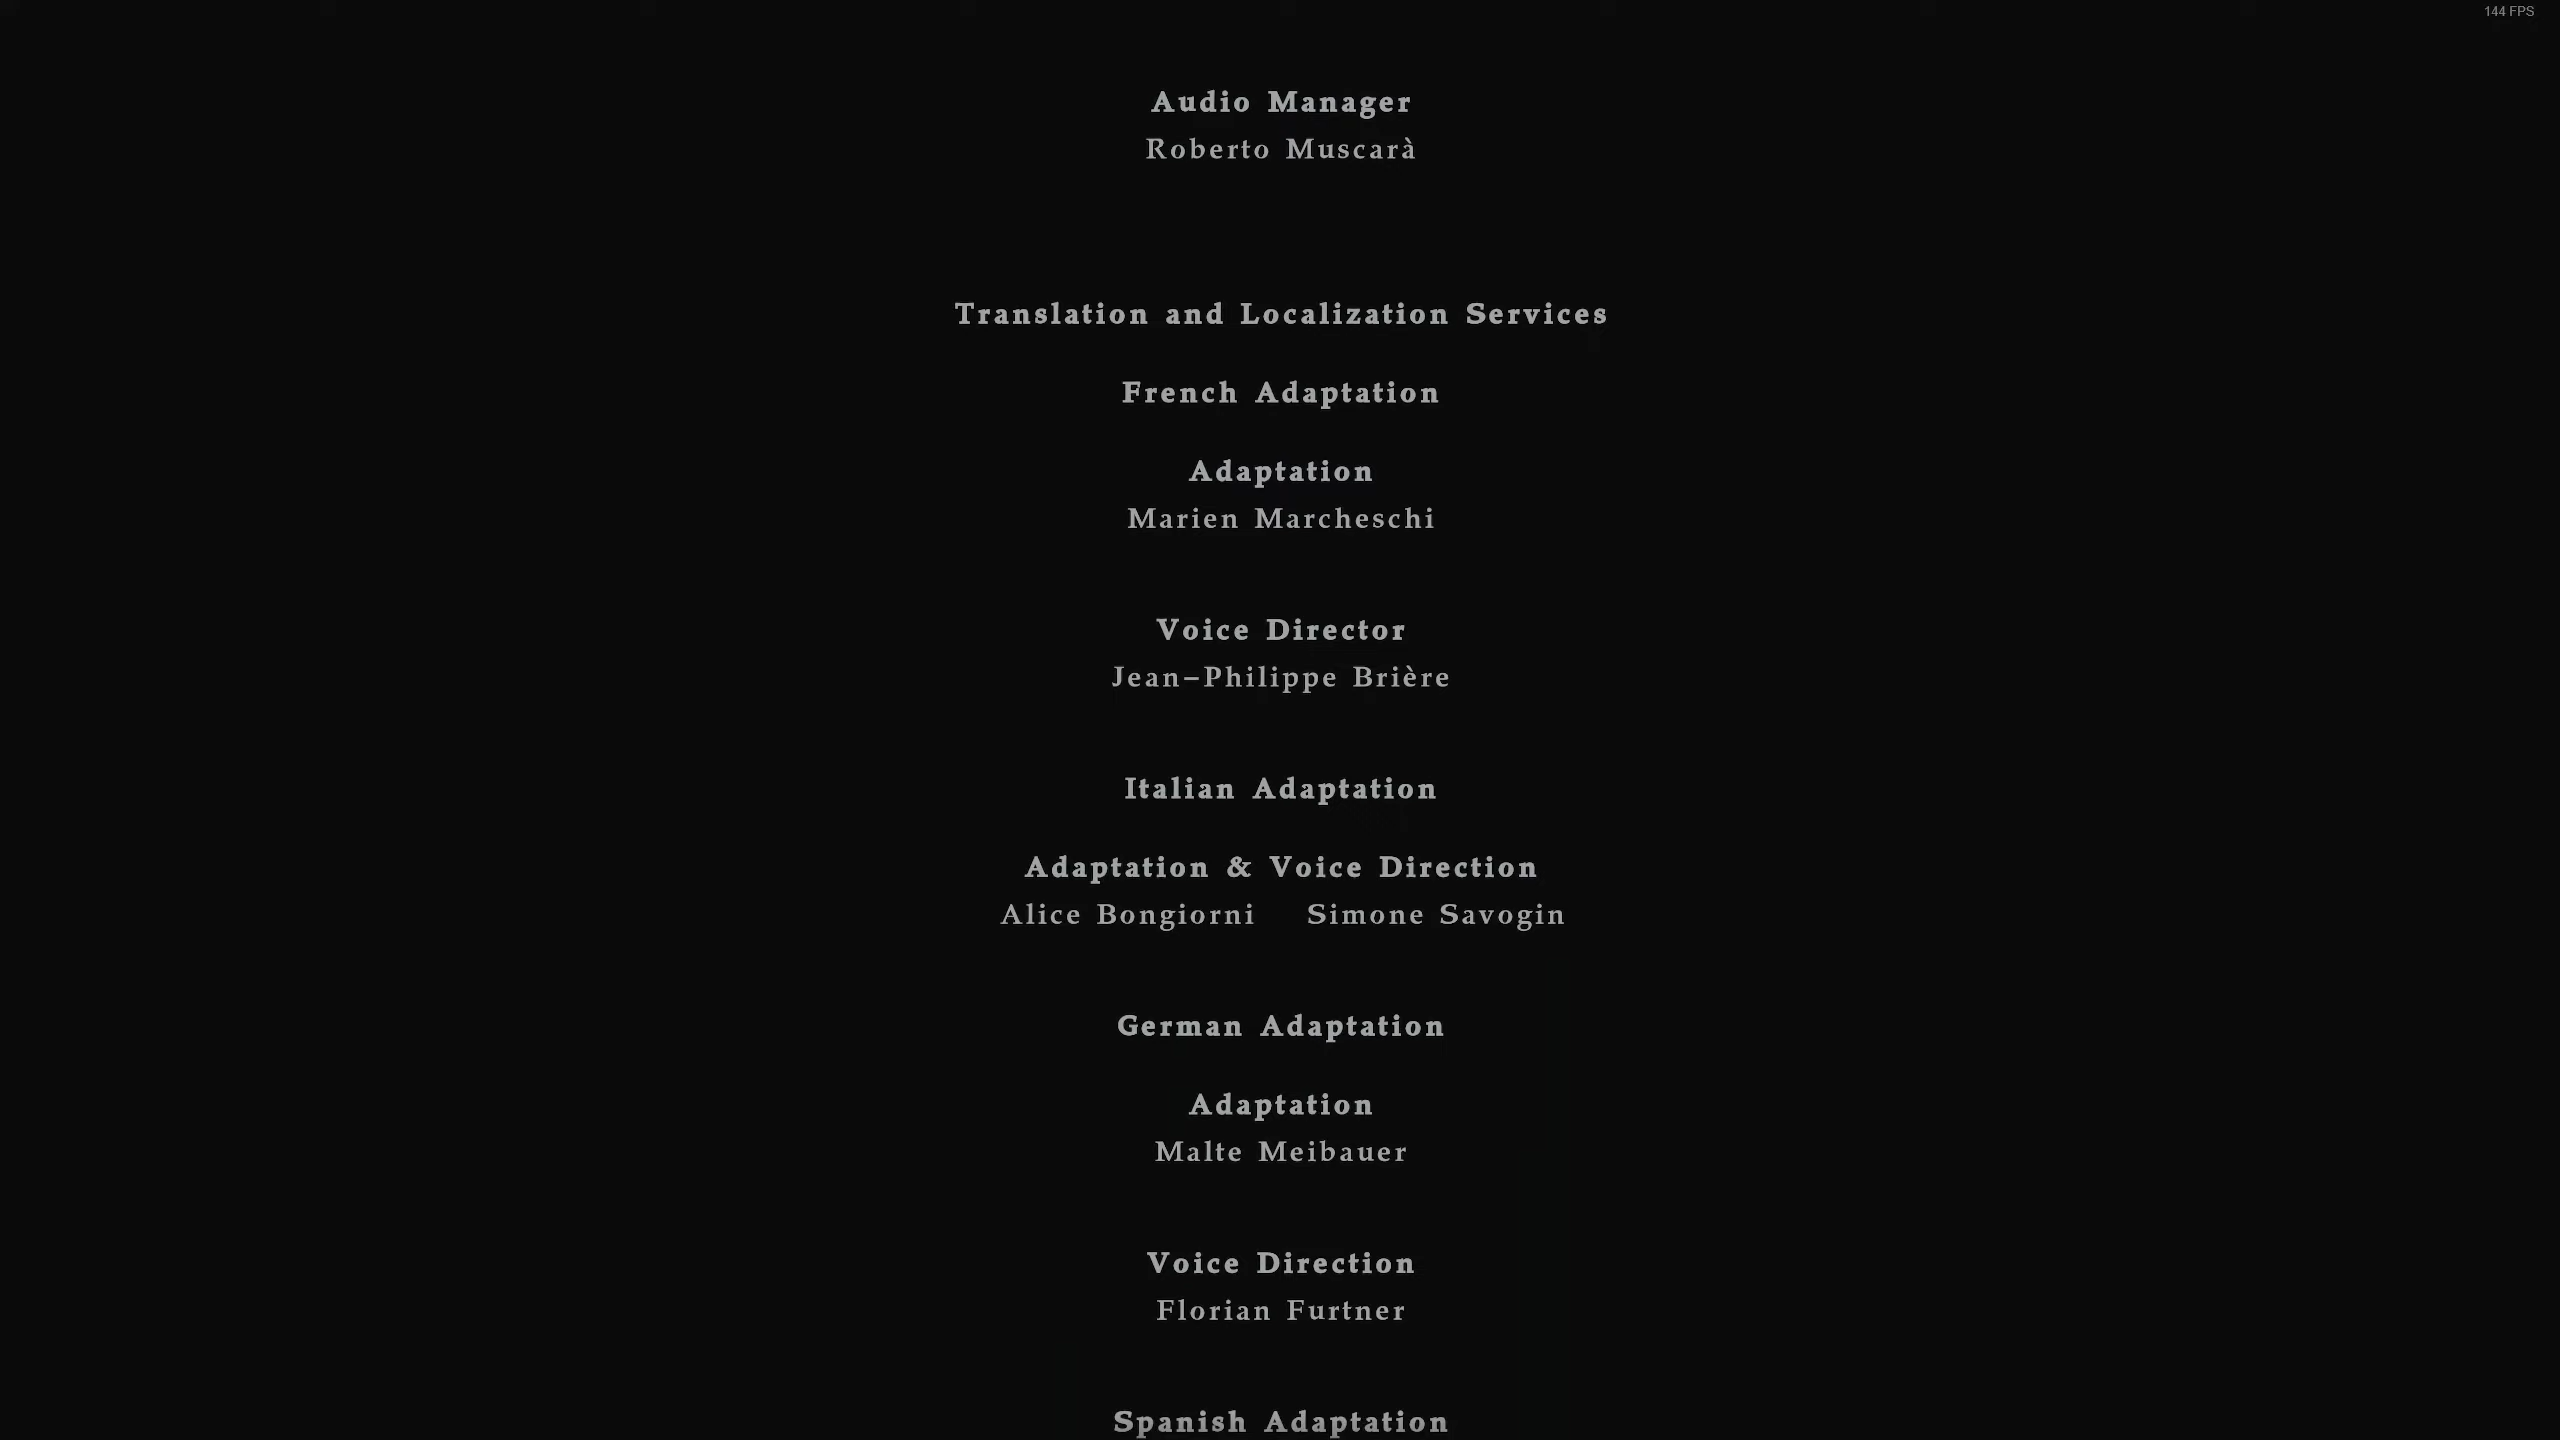 144 FPS
Audio Manager
Roberto Muscarà
Translation and Localization Services
French Adaptation
Adaptation
Marien Marcheschi
Voice Director
Jean-Philippe Brière
Italian Adaptation
Adaptation & Voice Direction
Alice Bongiorni Simone Savogin
German Adaptation
Adaptation
Malte Meibauer
Voice Direction
Florian Furtner
Spanish Adaptation